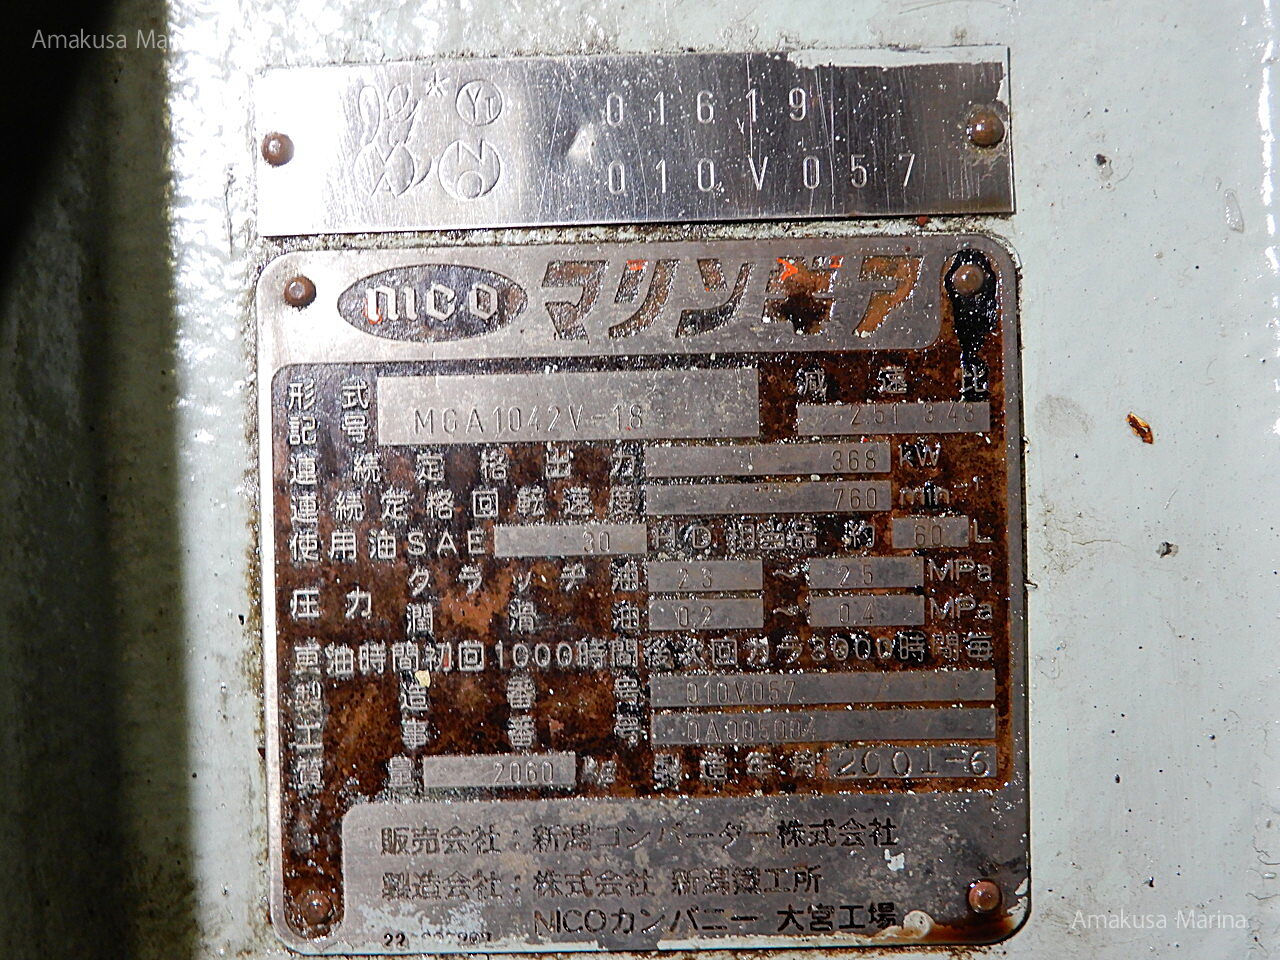 Amakusa Marina
01619
010V057
nico マリンギア
形式記号 MGA1042V-18 減速比 2.51 3.43
連続定格出力 368 kW
連続定格回転速度 760 min⁻¹
使用油SAE 30 HD相当品 約 60 L
圧力 クラッチ油 2.3 ～ 2.5 MPa
潤滑油 0.2 ～ 0.4 MPa
更油時間初回1000時間後次回カラ3000時間毎
製造番号 010V057
工事番号 0A005004
質量 2060 kg 製造年月 2001-6
販売会社：新潟コンバーター株式会社
製造会社：株式会社 新潟鐵工所
NICOカンパニー 大宮工場
Amakusa Marina